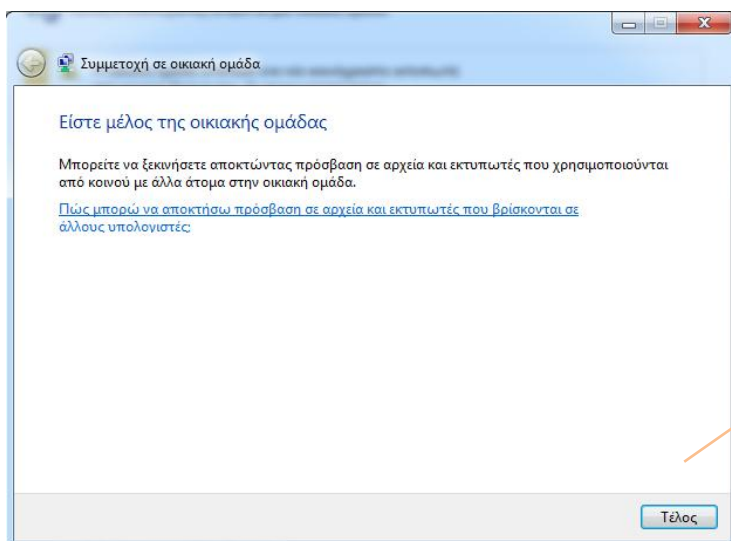 Συμμετοχή σε οικιακή ομάδα
Είστε μέλος της οικιακής ομάδας
Μπορείτε να ξεκινήσετε αποκτώντας πρόσβαση σε αρχεία και εκτυπωτές που χρησιμοποιούνται
από κοινού με άλλα άτομα στην οικιακή ομάδα.
Πώς μπορώ να αποκτήσω πρόσβαση σε αρχεία και εκτυπωτές που βρίσκονται σε
άλλους υπολογιστές;
Τέλος